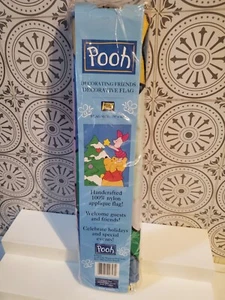 Pooh
DECORATING FRIENDS
DECORATIVE FLAG
Handcrafted
100% nylon
applique flag!
Welcome guests
and friends!
Celebrate holidays
and special
Pooh